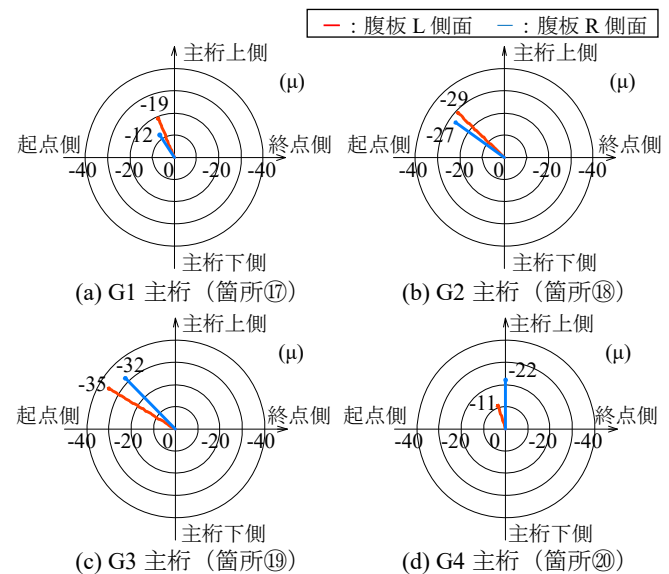 －：腹板 L 側面　－：腹板 R 側面
主桁上側
(μ)
-19
-12
起点側
終点側
-40 -20 0 -20 -40
主桁下側
(a) G1 主桁（箇所⑰）
主桁上側
(μ)
-29
-27
起点側
終点側
-40 -20 0 -20 -40
主桁下側
(b) G2 主桁（箇所⑱）
主桁上側
(μ)
-32
-35
起点側
終点側
-40 -20 0 -20 -40
主桁下側
(c) G3 主桁（箇所⑲）
主桁上側
(μ)
-22
-11
起点側
終点側
-40 -20 0 -20 -40
主桁下側
(d) G4 主桁（箇所⑳）